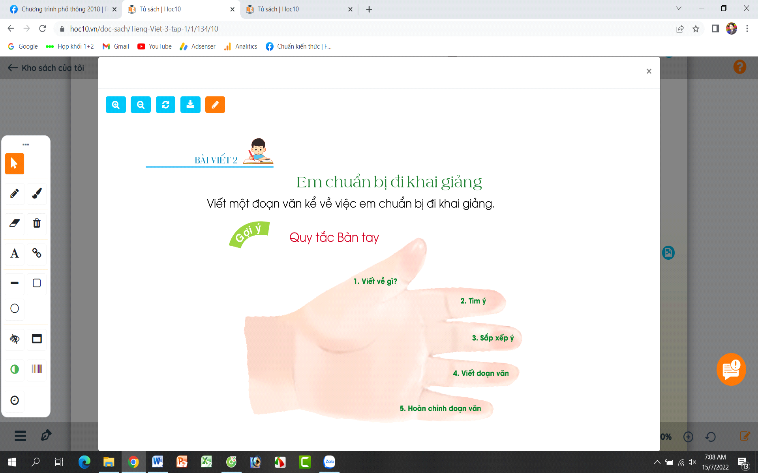 Chương trình phổ thông 2018 |
Tủ sách | Hoc10
Tủ sách | Hoc10
hoc10.vn/doc-sach/tieng-viet-3-tap-1/1/134/10
Google
Họp khối 1+2
Gmail
YouTube
Adsenser
Analitics
Chuẩn kiến thức | F...
Kho sách của tôi
BÀI VIẾT 2
Em chuẩn bị đi khai giảng
Viết một đoạn văn kể về việc em chuẩn bị đi khai giảng.
Gợi ý
Quy tắc Bàn tay
1. Viết về gì?
2. Tìm ý
3. Sắp xếp ý
4. Viết đoạn văn
5. Hoàn chỉnh đoạn văn
0%
7:08 AM
15/7/2022